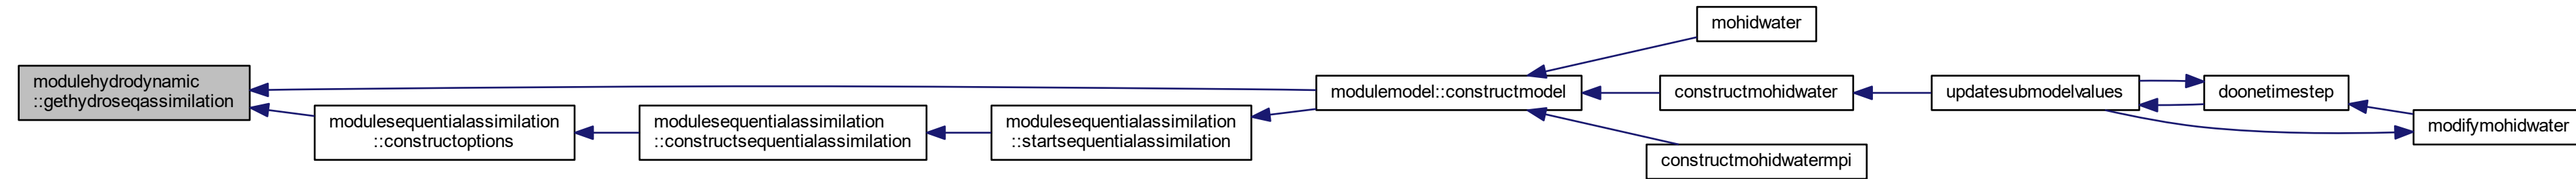 modulehydrodynamic
::gethydroseqassimilation
modulesequentialassimilation
::constructoptions
modulesequentialassimilation
::constructsequentialassimilation
modulesequentialassimilation
::startsequentialassimilation
modulemodel::constructmodel
mohidwater
constructmohidwater
constructmohidwatermpi
updatesubmodelvalues
doonetimestep
modifymohidwater